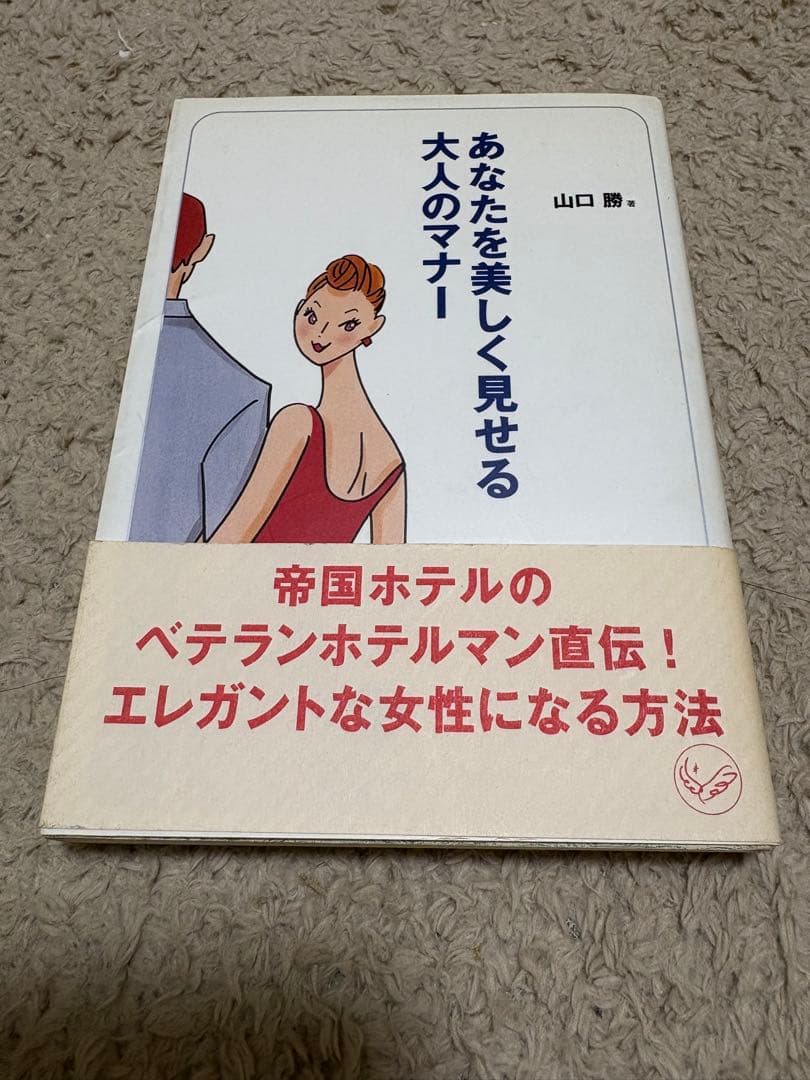 あなたを美しく見せる
大人のマナー
山口 勝 著
帝国ホテルの
ベテランホテルマン直伝！
エレガントな女性になる方法